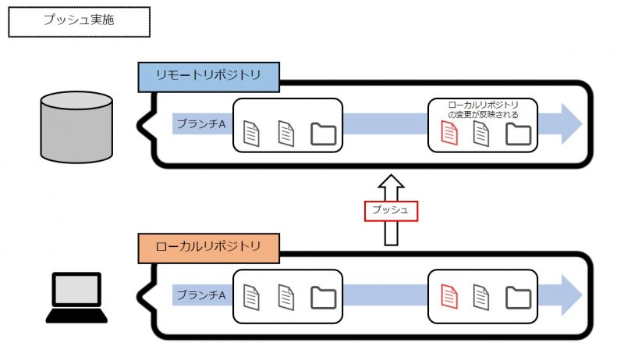 プッシュ実施
リモートリポジトリ
ブランチA
ローカルリポジトリ
の変更が反映される
プッシュ
ローカルリポジトリ
ブランチA